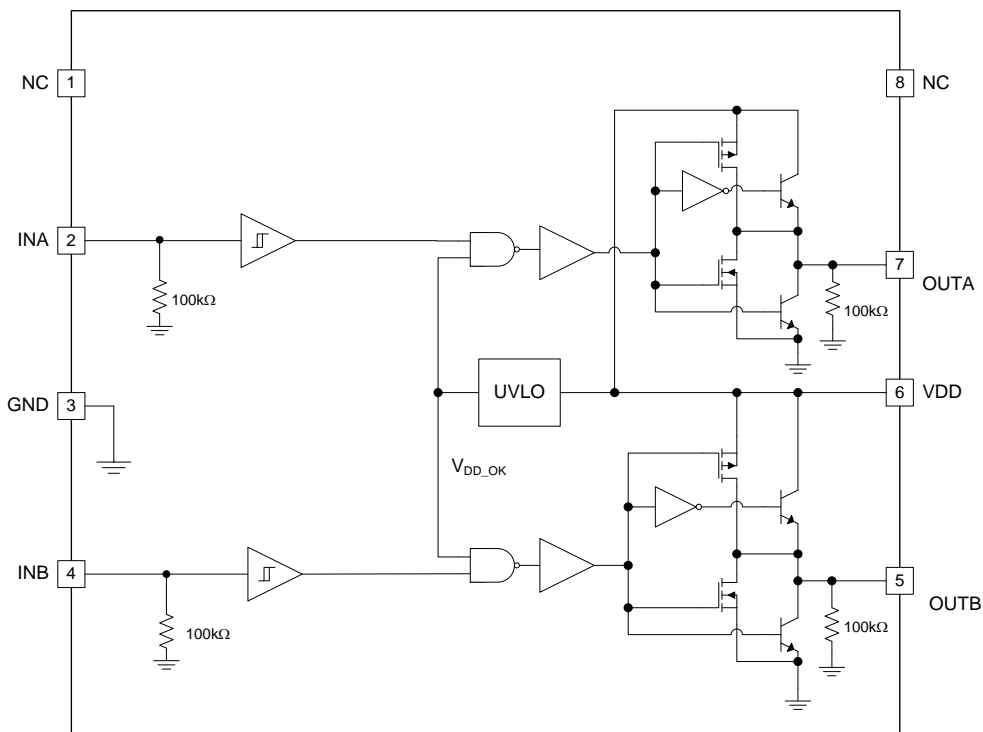 NC 1
8 NC
INA 2
100kΩ
7 OUTA
100kΩ
GND 3
UVLO
6 VDD
VDD_OK
INB 4
100kΩ
5 OUTB
100kΩ